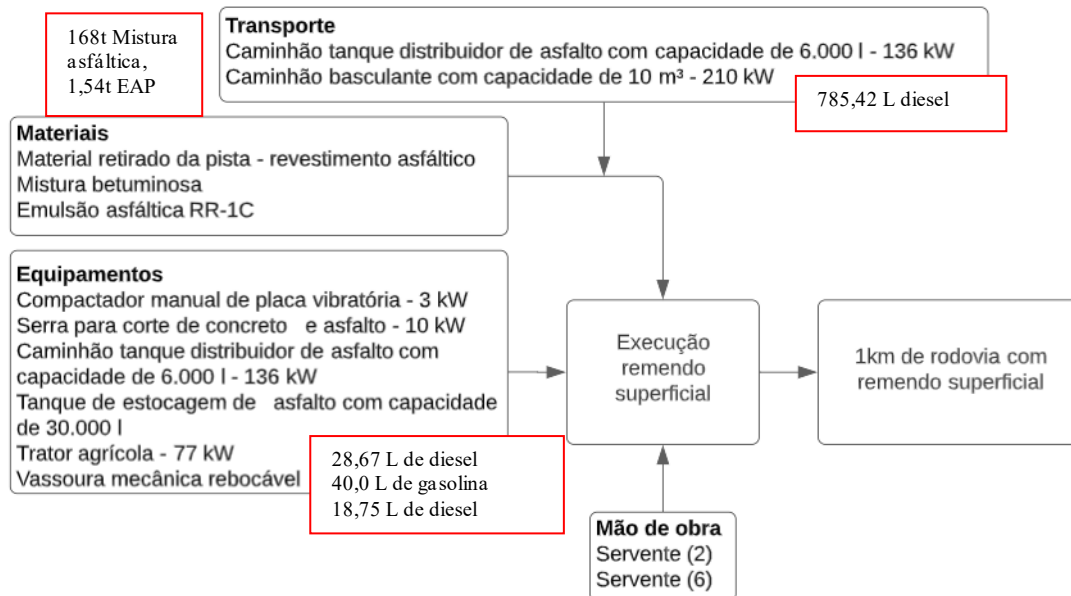 168t Mistura
asfáltica,
1,54t EAP
Transporte
Caminhão tanque distribuidor de asfalto com capacidade de 6.000 l - 136 kW
Caminhão basculante com capacidade de 10 m³ - 210 kW
785,42 L diesel
Materiais
Material retirado da pista - revestimento asfáltico
Mistura betuminosa
Emulsão asfáltica RR-1C
Equipamentos
Compactador manual de placa vibratória - 3 kW
Serra para corte de concreto e asfalto - 10 kW
Caminhão tanque distribuidor de asfalto com
capacidade de 6.000 l - 136 kW
Tanque de estocagem de asfalto com capacidade
de 30.000 l
Trator agrícola - 77 kW
Vassoura mecânica rebocável
28,67 L de diesel
40,0 L de gasolina
18,75 L de diesel
Execução
remendo
superficial
1km de rodovia com
remendo superficial
Mão de obra
Servente (2)
Servente (6)